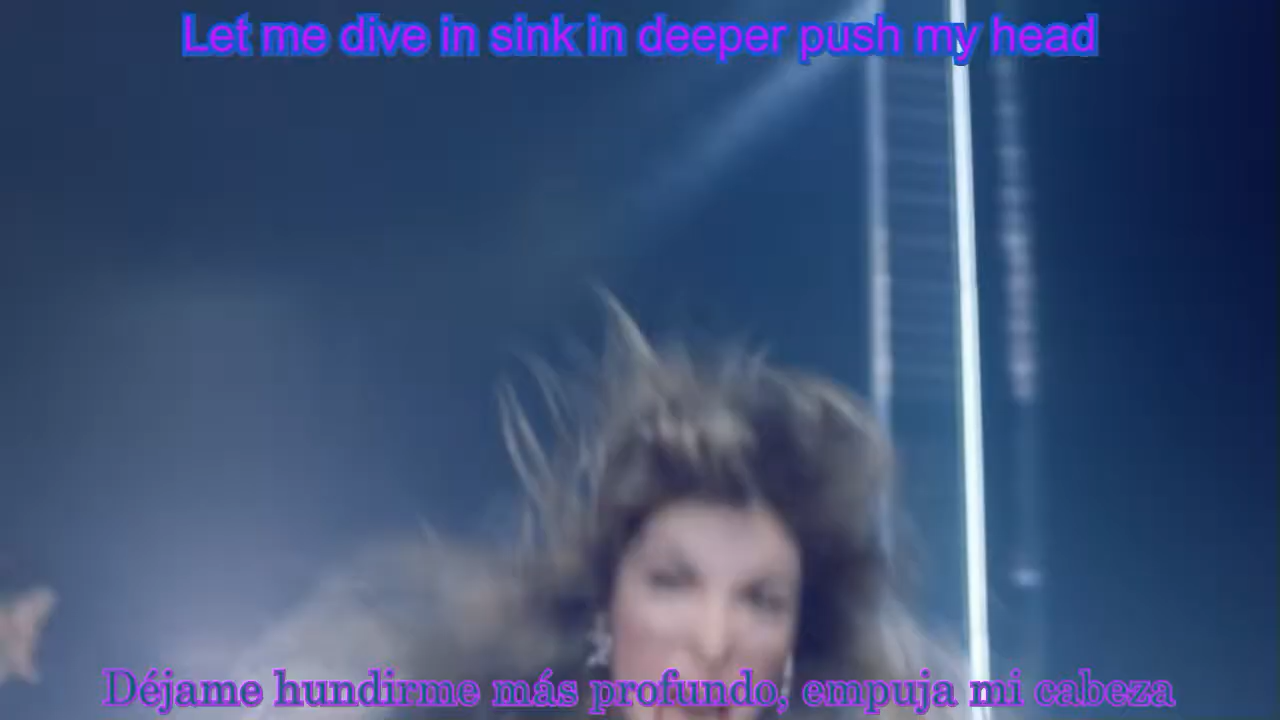 Let me dive in sink in deeper push my head
Déjame hundirme más profundo, empuja mi cabeza